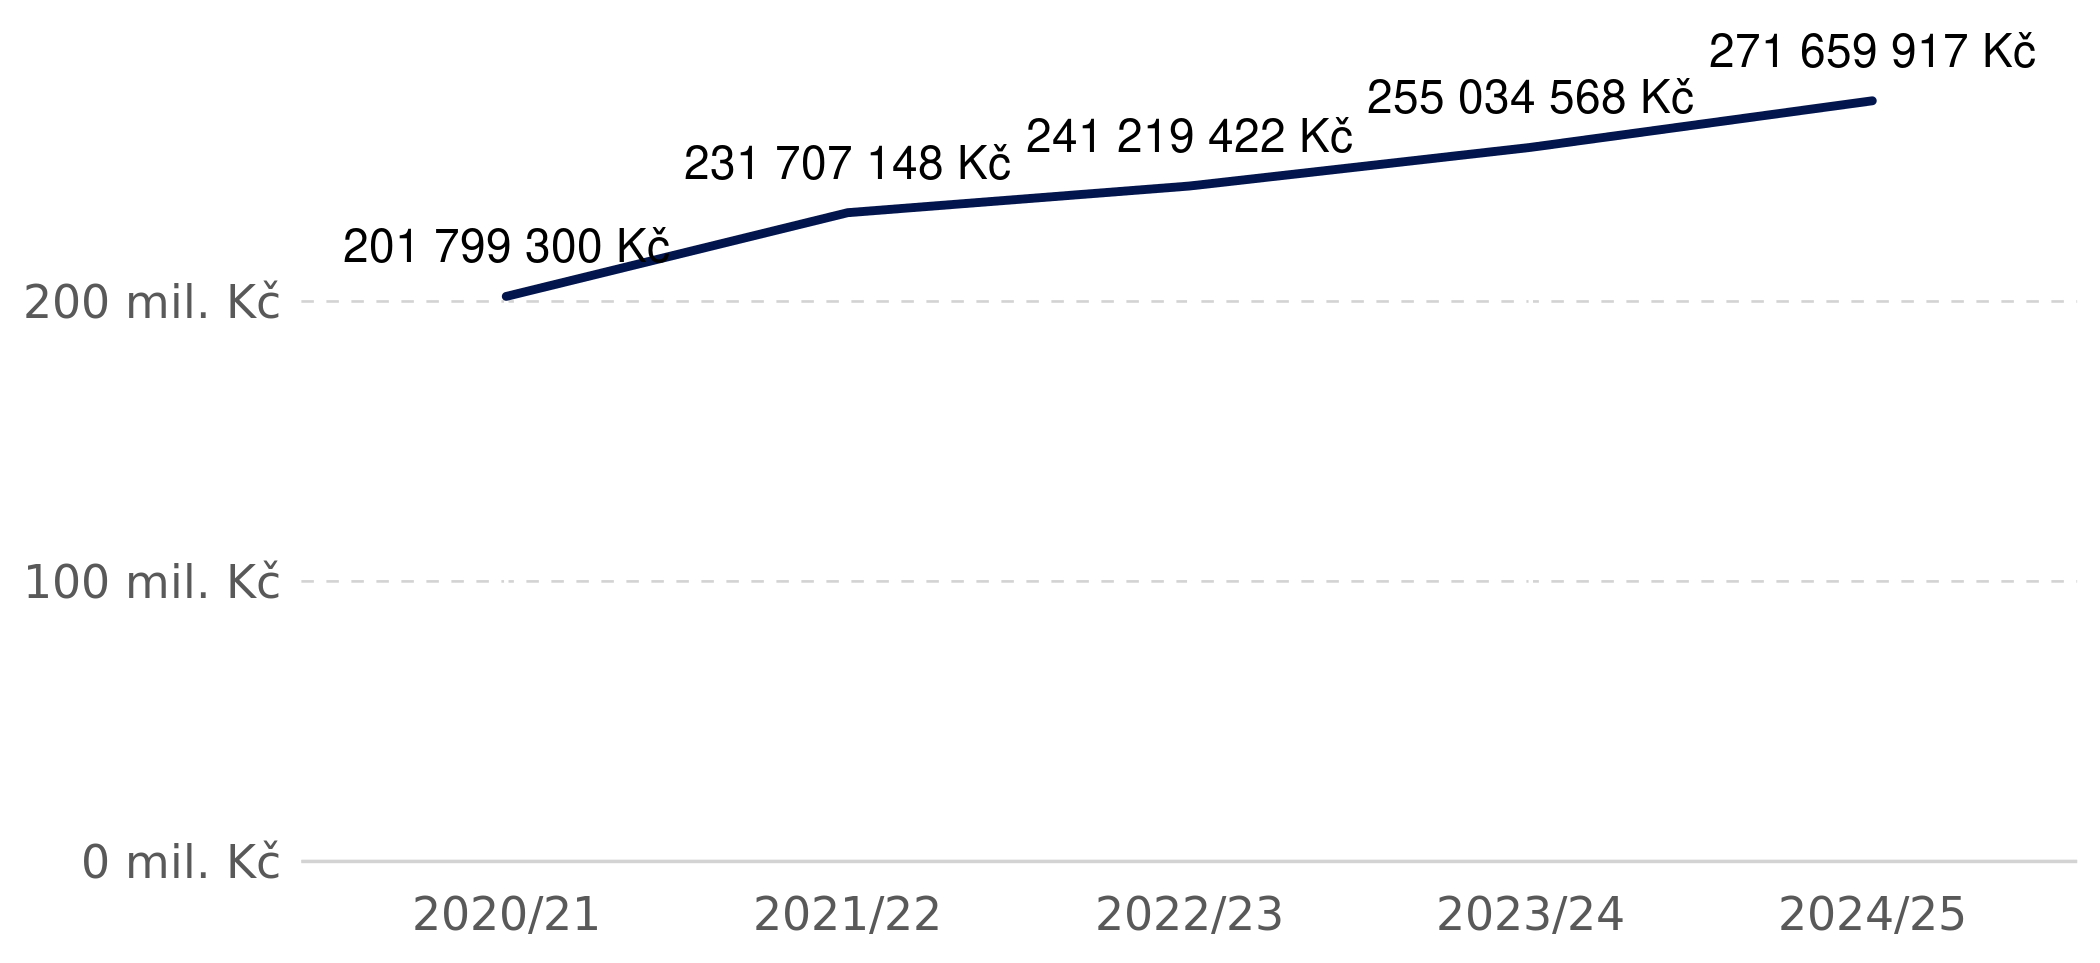 271 659 917 Kč
255 034 568 Kč
241 219 422 Kč
231 707 148 Kč
201 799 300 Kč
200 mil. Kč
100 mil. Kč
0 mil. Kč
2020/21 2021/22 2022/23 2023/24 2024/25